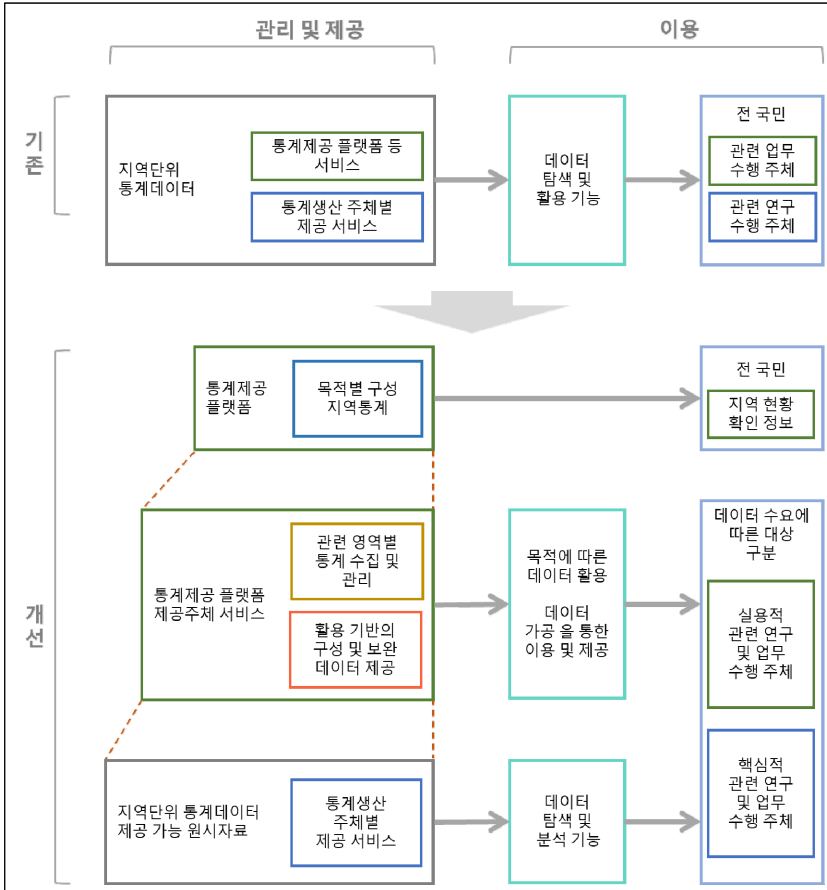 관리 및 제공
이용
기존
지역단위
통계데이터
통계제공 플랫폼 등
서비스
통계생산 주체별
제공 서비스
데이터
탐색 및
활용 기능
전 국민
관련 업무
수행 주체
관련 연구
수행 주체
개선
통계제공
플랫폼
목적별 구성
지역통계
전 국민
지역 현황
확인 정보
통계제공 플랫폼
제공주체 서비스
관련 영역별
통계 수집 및
관리
활용 기반의
구성 및 보완
데이터 제공
목적에 따른
데이터 활용
데이터
가공 을 통한
이용 및 제공
데이터 수요에
따른 대상
구분
실용적
관련 연구
및 업무
수행 주체
지역단위 통계데이터
제공 가능 원시자료
통계생산
주체별
제공 서비스
데이터
탐색 및
분석 기능
핵심적
관련 연구
및 업무
수행 주체